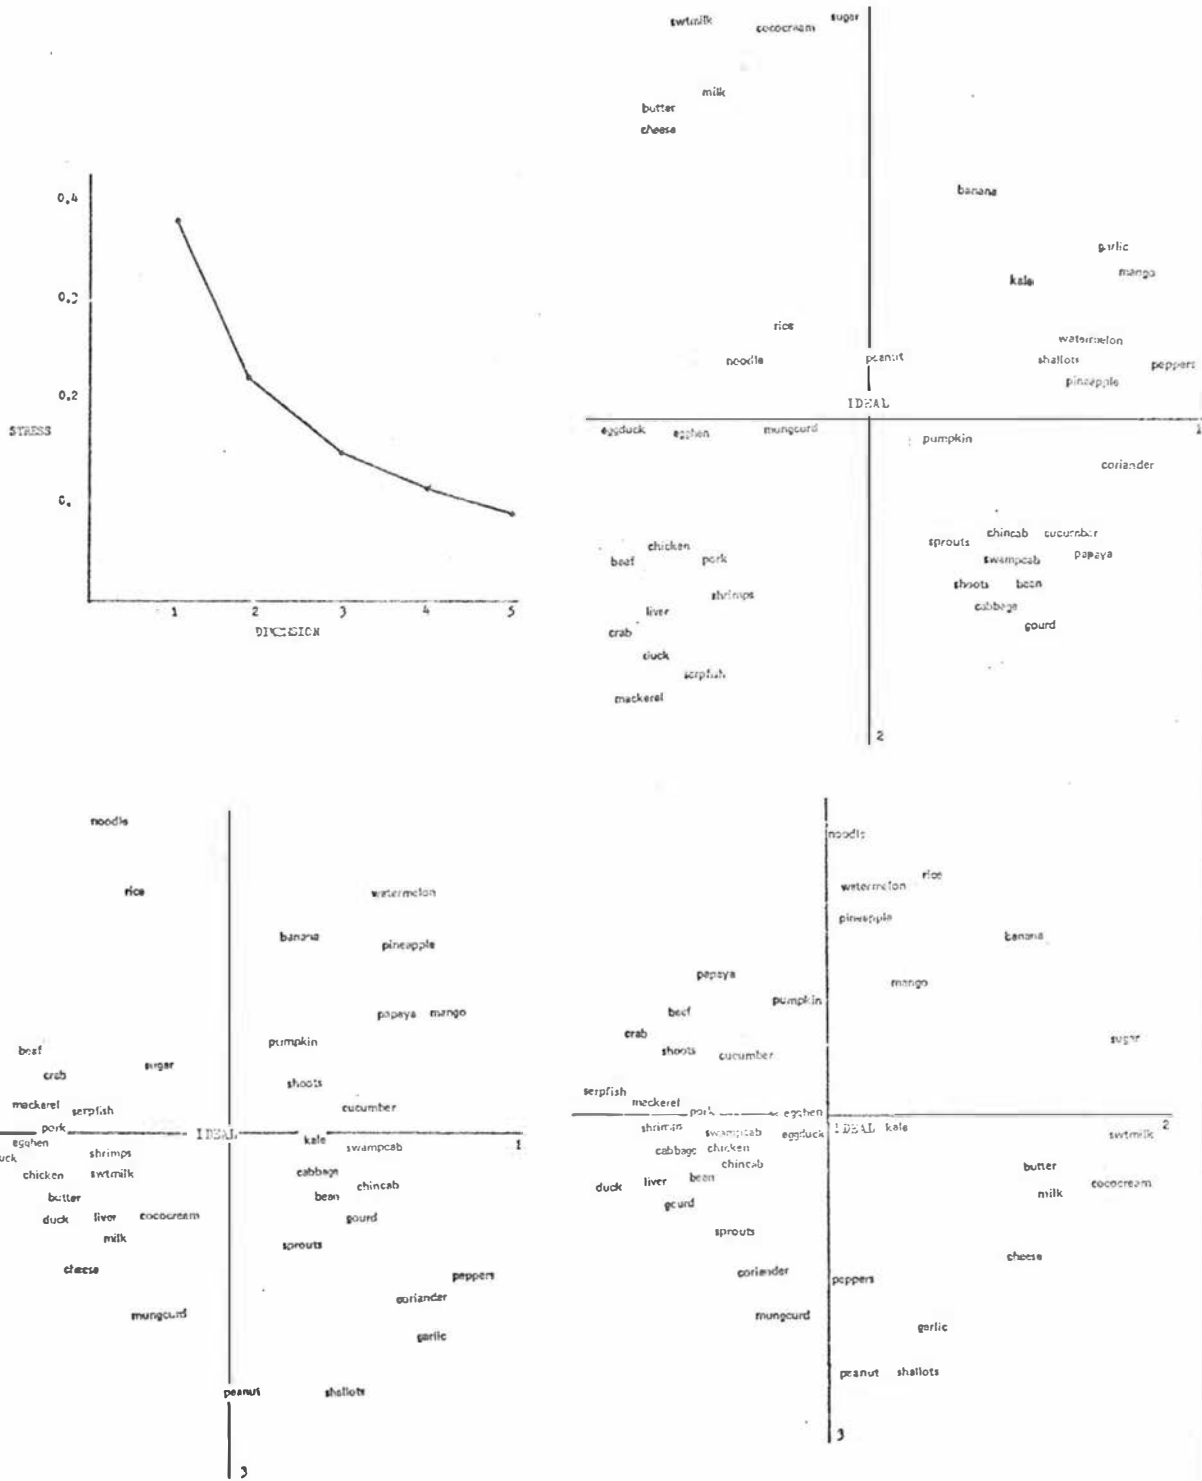 0.4
0.2
STRESS
0.
1 2 3 4 5
swtmilk cococream sugar
milk
butter
cheese
banana
garlic
kale mango
rice
watermelon
noodle peanut shallots peppers
pineapple
IDEAL
1
eggduck egghen mungcurd
pumpkin
coriander
chicken
beef pork
sprouts chincab cucumber
swampcab papaya
shoots bean
shrimps
liver
cabbage
crab
gourd
duck
serpfish
mackerel
2
noodle
rice watermelon
banana pineapple
papaya mango
pumpkin
beef
crab sugar
shoots
mackerel serpfish
cucumber
pork
IDEAL
egghen kale 1
shrimps swampcab
chicken swtmilk
cabbage
chincab
butter bean
duck liver cococream
gourd
milk
sprouts
cheese
peppers
coriander
mungcurd
garlic
peanut shallots
3
noodle
watermelon rice
pineapple
banana
papaya
mango
pumpkin
beef
crab
sugar
shoots cucumber
serpfish
mackerel
pork egghen
2
IDEAL kale
swampcab eggduck swtmilk
cabbage chicken
chincab
butter
duck liver bean
milk cococream
gourd
sprouts
cheese
coriander peppers
mungcurd
garlic
peanut shallots
3